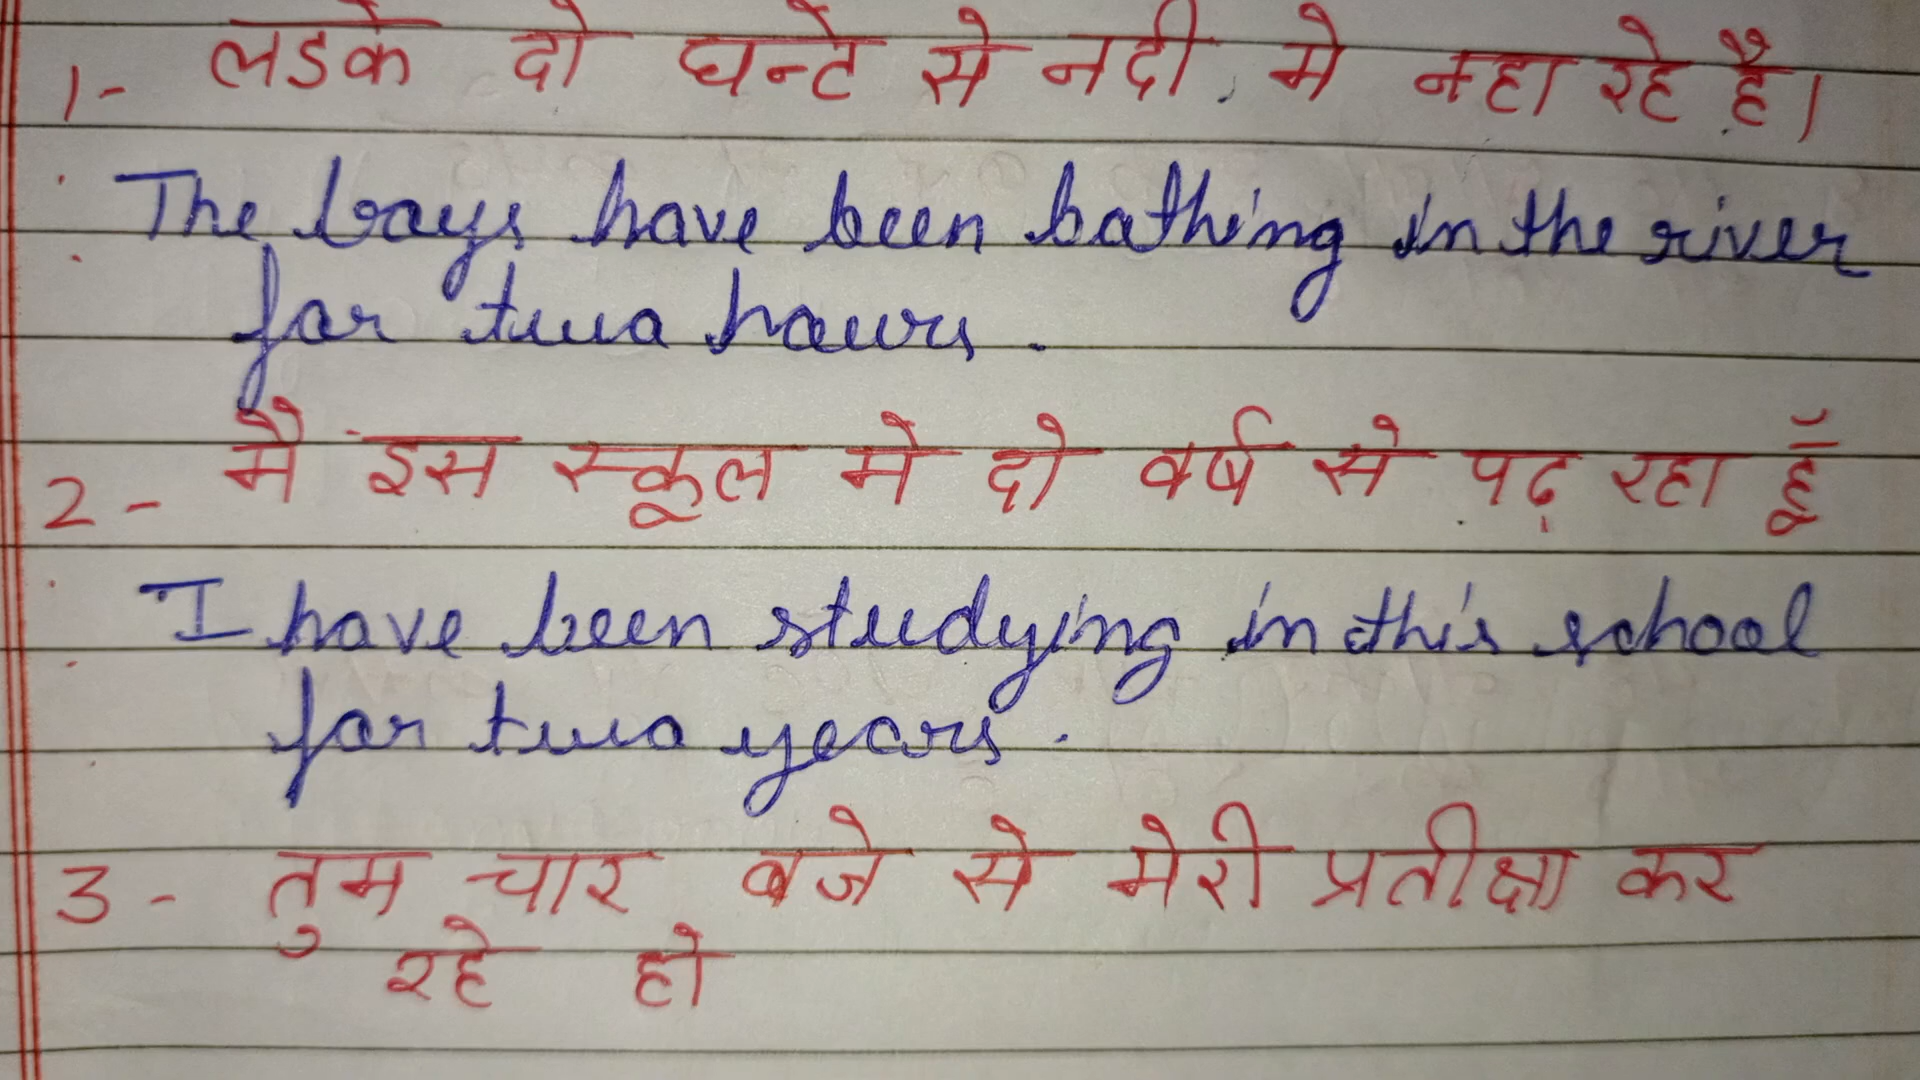 1- लडके दो घन्टे से नदी में नहा रहे है।
The boys have been bathing in the river
for two hours.
2- मै इस स्कूल मे दो वर्ष से पढ़ रहा हूँ
I have been studying in this school
for two years.
3- तुम चार बजे से मेरी प्रतीक्षा कर
रहे हो